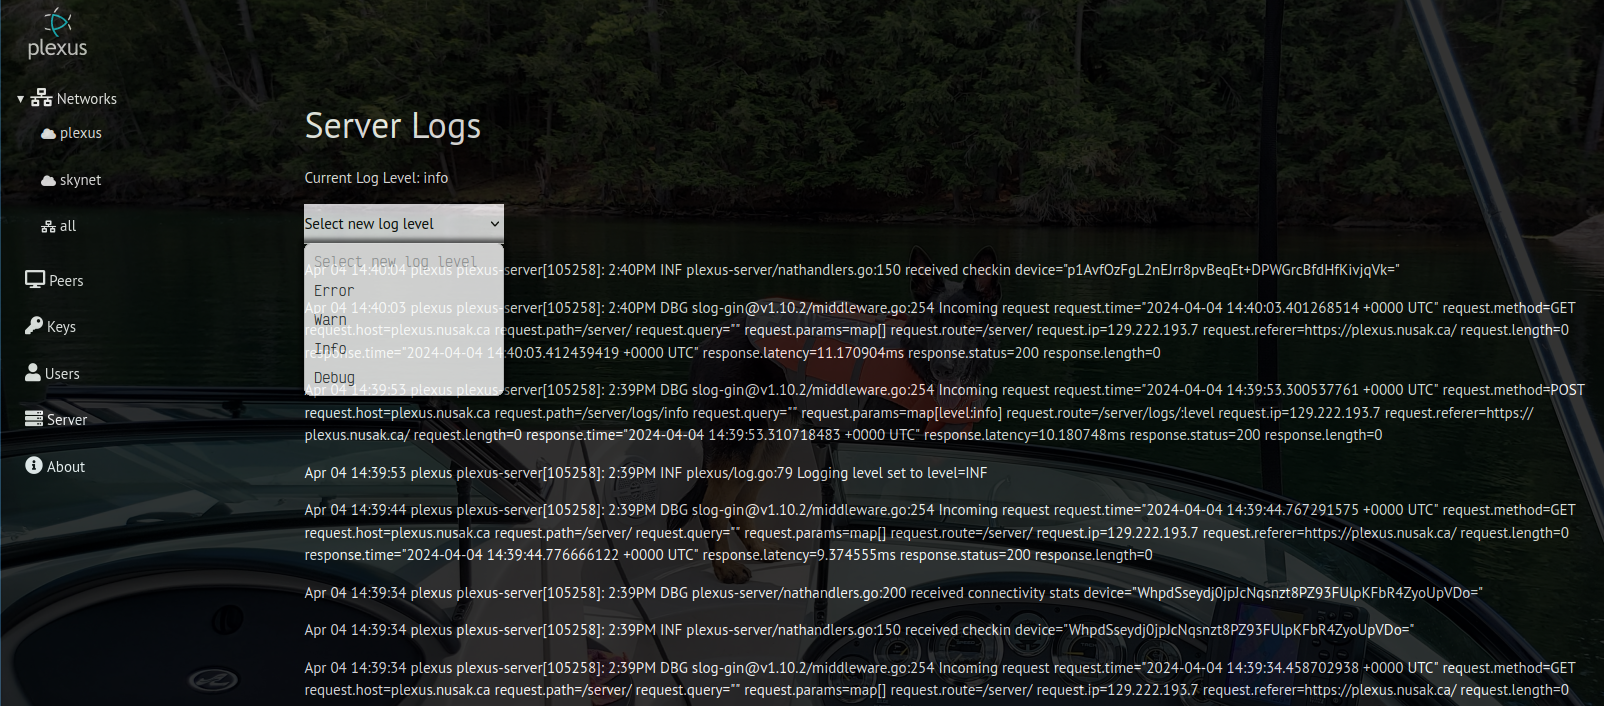 plexus
Networks
plexus
skynet
all
Peers
Keys
Users
Server
About
Server Logs
Current Log Level: info
Select new log level
Select new log level
Error
Warn
Info
Debug
Apr 04 14:40:04 plexus plexus-server[105258]: 2:40PM INF plexus-server/nathandlers.go:150 received checkin device="p1AvfOzFgL2nEJrr8pvBeqEt+DPWGrcBfdHfKivjqVk="
Apr 04 14:40:03 plexus plexus-server[105258]: 2:40PM DBG slog-gin@v1.10.2/middleware.go:254 Incoming request request.time="2024-04-04 14:40:03.401268514 +0000 UTC" request.method=GET
request.host=plexus.nusak.ca request.path=/server/ request.query="" request.params=map[] request.route=/server/ request.ip=129.222.193.7 request.referer=https://plexus.nusak.ca/ request.length=0
response.time="2024-04-04 14:40:03.412439419 +0000 UTC" response.latency=11.170904ms response.status=200 response.length=0
Apr 04 14:39:53 plexus plexus-server[105258]: 2:39PM DBG slog-gin@v1.10.2/middleware.go:254 Incoming request request.time="2024-04-04 14:39:53.300537761 +0000 UTC" request.method=POST
request.host=plexus.nusak.ca request.path=/server/logs/info request.query="" request.params=map[level:info] request.route=/server/logs/:level request.ip=129.222.193.7 request.referer=https://
plexus.nusak.ca/ request.length=0 response.time="2024-04-04 14:39:53.310718483 +0000 UTC" response.latency=10.180748ms response.status=200 response.length=0
Apr 04 14:39:53 plexus plexus-server[105258]: 2:39PM INF plexus/log.go:79 Logging level set to level=INF
Apr 04 14:39:44 plexus plexus-server[105258]: 2:39PM DBG slog-gin@v1.10.2/middleware.go:254 Incoming request request.time="2024-04-04 14:39:44.767291575 +0000 UTC" request.method=GET
request.host=plexus.nusak.ca request.path=/server/ request.query="" request.params=map[] request.route=/server/ request.ip=129.222.193.7 request.referer=https://plexus.nusak.ca/ request.length=0
response.time="2024-04-04 14:39:44.776666122 +0000 UTC" response.latency=9.374555ms response.status=200 response.length=0
Apr 04 14:39:34 plexus plexus-server[105258]: 2:39PM DBG plexus-server/nathandlers.go:200 received connectivity stats device="WhpdSseydj0jpJcNqsnzt8PZ93FUlpKFbR4ZyoUpVDo="
Apr 04 14:39:34 plexus plexus-server[105258]: 2:39PM INF plexus-server/nathandlers.go:150 received checkin device="WhpdSseydj0jpJcNqsnzt8PZ93FUlpKFbR4ZyoUpVDo="
Apr 04 14:39:34 plexus plexus-server[105258]: 2:39PM DBG slog-gin@v1.10.2/middleware.go:254 Incoming request request.time="2024-04-04 14:39:34.458702938 +0000 UTC" request.method=GET
request.host=plexus.nusak.ca request.path=/server/ request.query="" request.params=map[] request.route=/server/ request.ip=129.222.193.7 request.referer=https://plexus.nusak.ca/ request.length=0